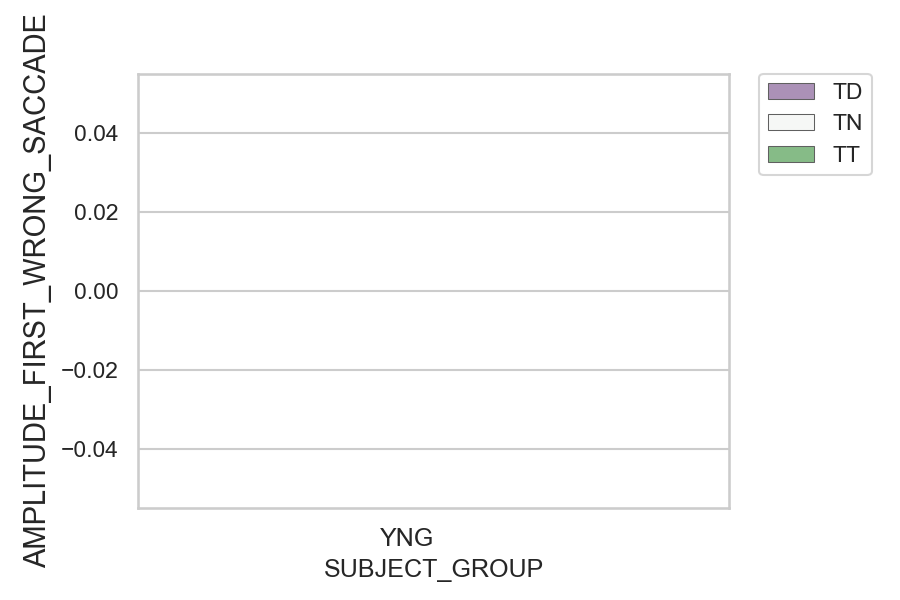 AMPLITUDE_FIRST_WRONG_SACCADE
0.04
0.02
0.00
−0.02
−0.04
YNG
SUBJECT_GROUP
TD
TN
TT